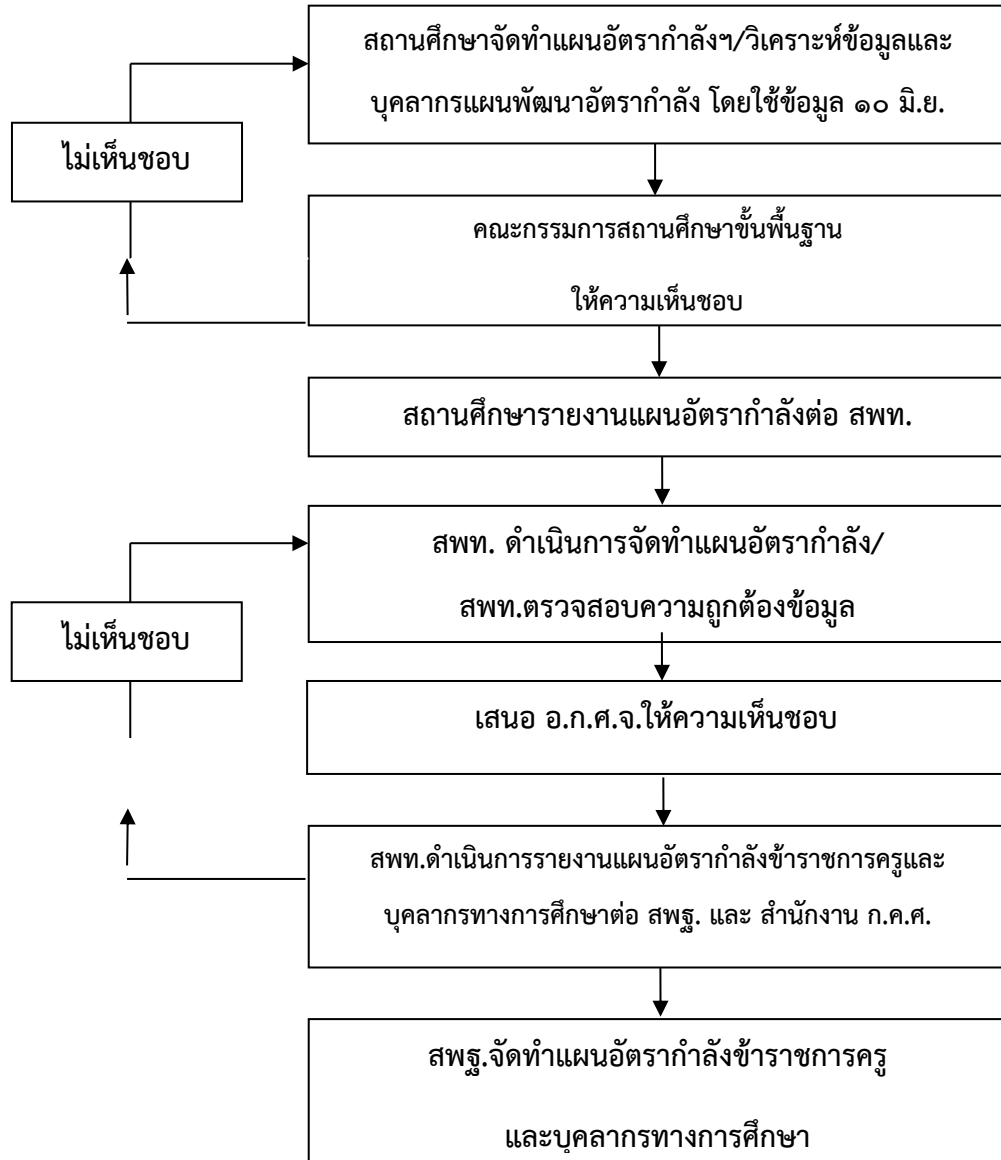 สถานศึกษาจัดทำแผนอัตรากำลังฯ/วิเคราะห์ข้อมูลและ
บุคลากรแผนพัฒนาอัตรากำลัง โดยใช้ข้อมูล ๑๐ มิ.ย.
ไม่เห็นชอบ
คณะกรรมการสถานศึกษาขั้นพื้นฐาน
ให้ความเห็นชอบ
สถานศึกษารายงานแผนอัตรากำลังต่อ สพท.
สพท. ดำเนินการจัดทำแผนอัตรากำลัง/
สพท.ตรวจสอบความถูกต้องข้อมูล
ไม่เห็นชอบ
เสนอ อ.ก.ศ.จ.ให้ความเห็นชอบ
สพท.ดำเนินการรายงานแผนอัตรากำลังข้าราชการครูและ
บุคลากรทางการศึกษาต่อ สพฐ. และ สำนักงาน ก.ค.ศ.
สพฐ.จัดทำแผนอัตรากำลังข้าราชการครู
และบุคลากรทางการศึกษา